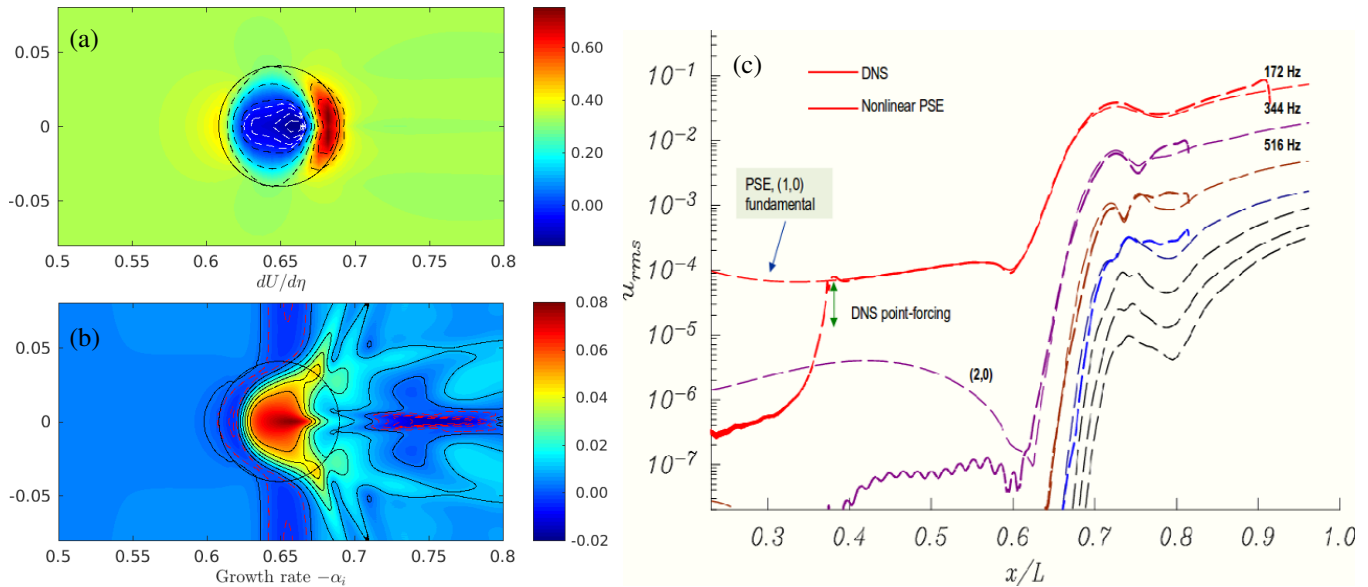 (a)
0.05
0
-0.05
0.5 0.55 0.6 0.65 0.7 0.75 0.8
dU/dη
0.60
0.40
0.20
0.00
(b)
0.05
0
-0.05
0.5 0.55 0.6 0.65 0.7 0.75 0.8
Growth rate −αᵢ
0.08
0.06
0.04
0.02
0.00
-0.02
(c)
DNS
Nonlinear PSE
172 Hz
344 Hz
516 Hz
PSE, (1,0)
fundamental
DNS point-forcing
(2,0)
u_rms
10⁻¹
10⁻²
10⁻³
10⁻⁴
10⁻⁵
10⁻⁶
10⁻⁷
0.3 0.4 0.5 0.6 0.7 0.8 0.9 1.0
x/L